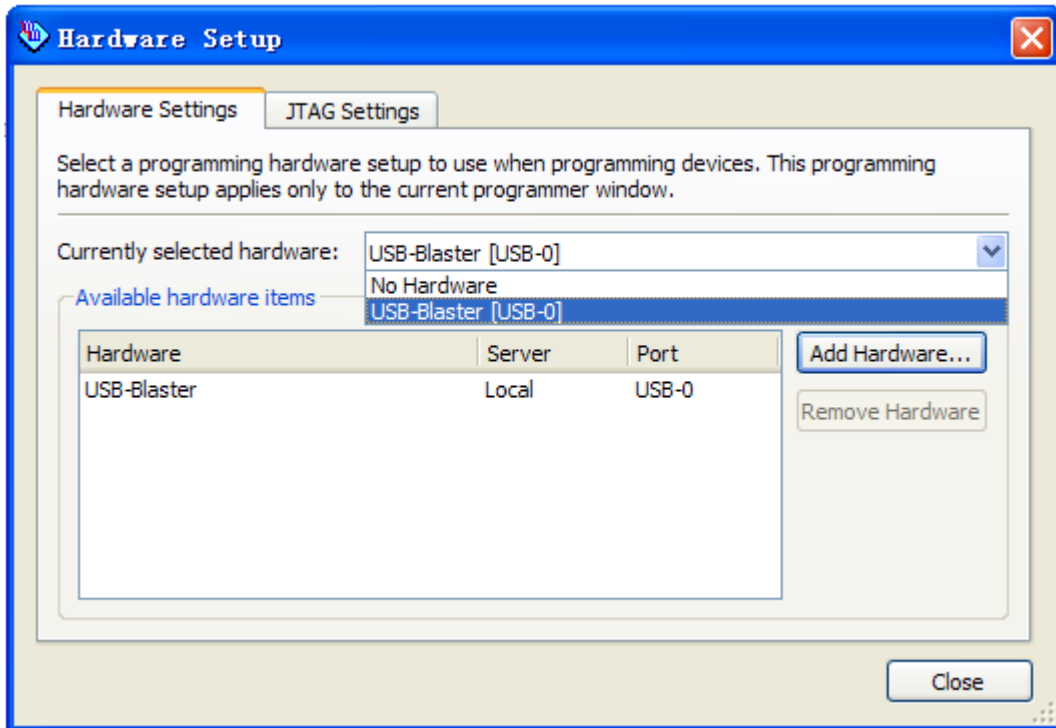 Hardware Setup
Hardware Settings
JTAG Settings
Select a programming hardware setup to use when programming devices. This programming
hardware setup applies only to the current programmer window.
Currently selected hardware:
USB-Blaster [USB-0]
No Hardware
USB-Blaster [USB-0]
Available hardware items
Hardware Server Port
USB-Blaster Local USB-0
Add Hardware...
Remove Hardware
Close